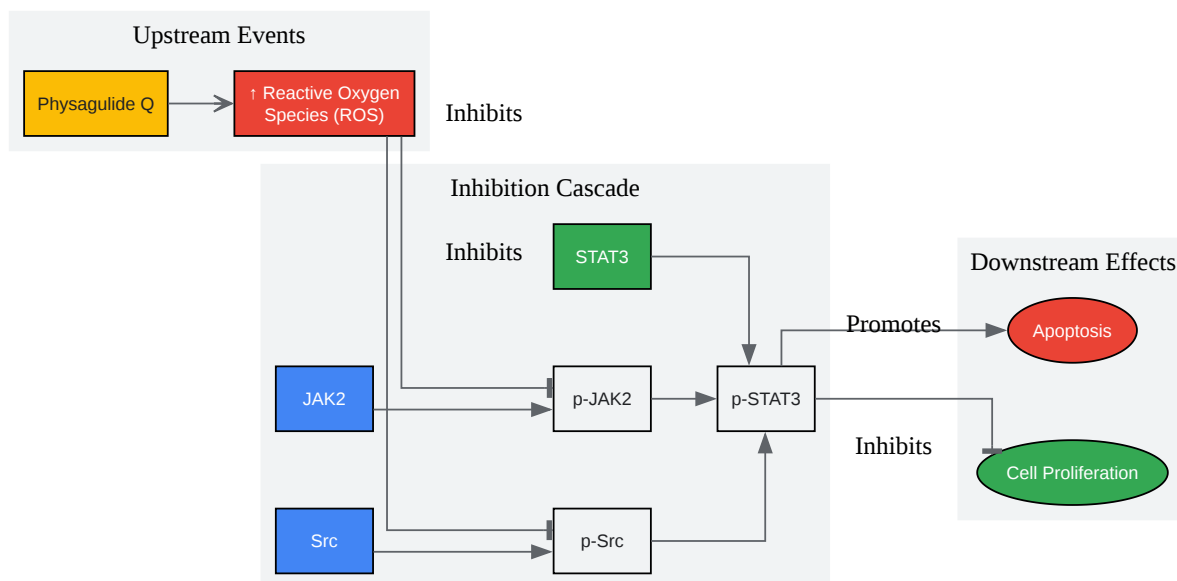 Upstream Events
Physagulide Q
↑ Reactive Oxygen
Species (ROS)
Inhibits
Inhibition Cascade
Inhibits
STAT3
Downstream Effects
Promotes
Apoptosis
JAK2
p-JAK2
p-STAT3
Inhibits
Cell Proliferation
Src
p-Src